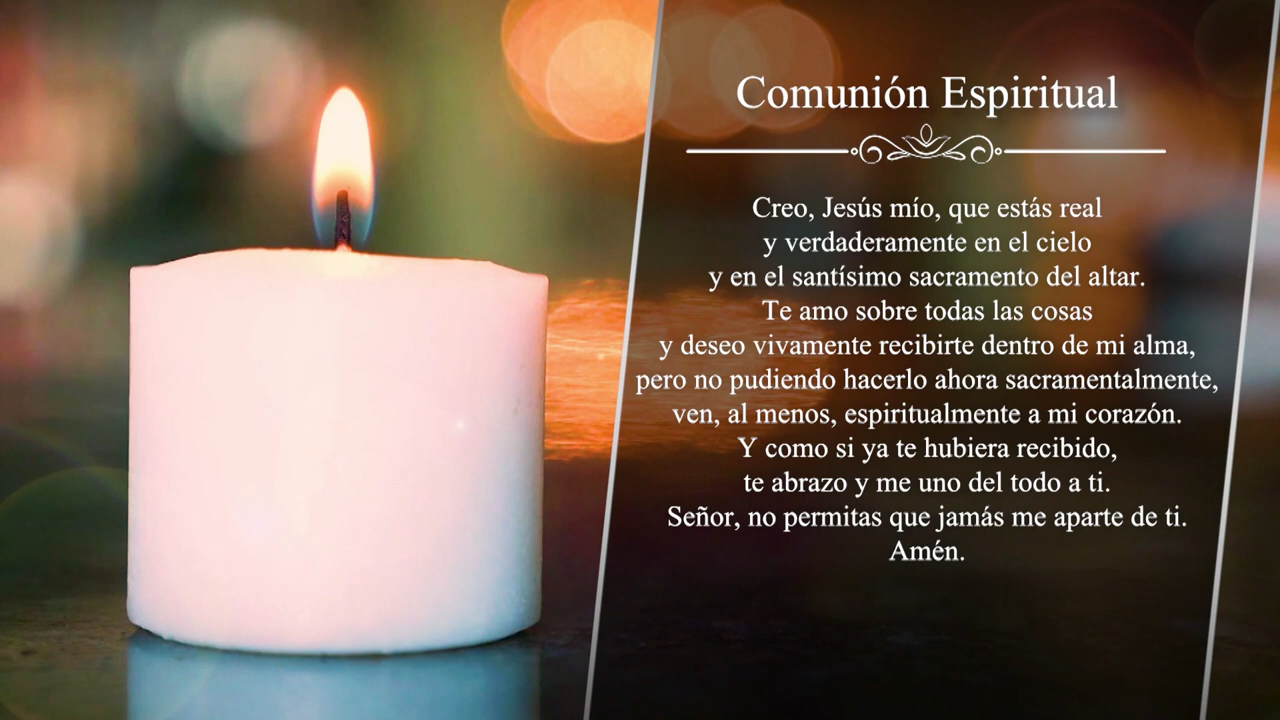 Comunión Espiritual
Creo, Jesús mío, que estás real
y verdaderamente en el cielo
y en el santísimo sacramento del altar.
Te amo sobre todas las cosas
y deseo vivamente recibirte dentro de mi alma,
pero no pudiendo hacerlo ahora sacramentalmente,
ven, al menos, espiritualmente a mi corazón.
Y como si ya te hubiera recibido,
te abrazo y me uno del todo a ti.
Señor, no permitas que jamás me aparte de ti.
Amén.